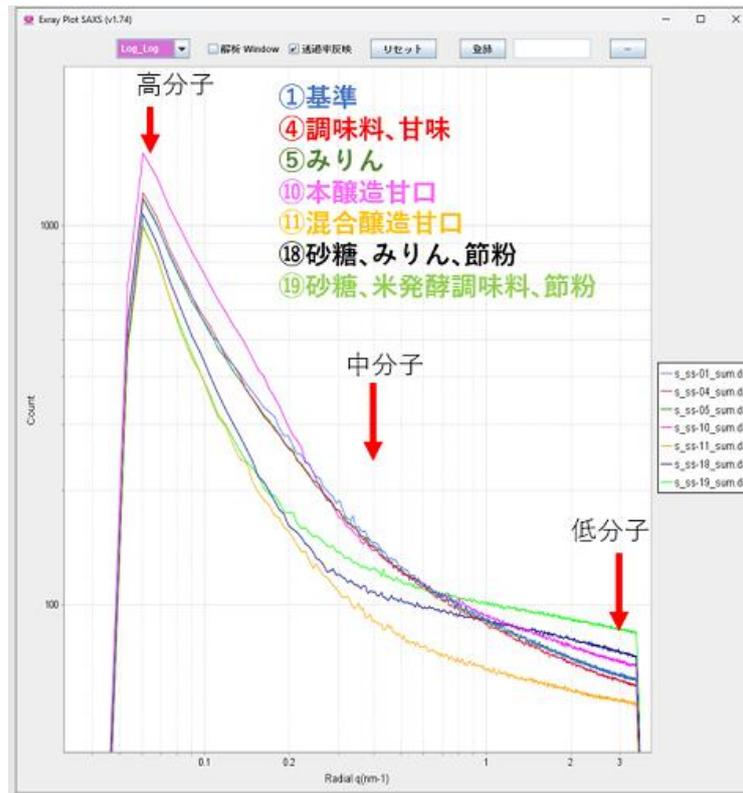 Exray Plot SAXS (v1.74)
Log_Log
解析 Window
透過率反映
リセット
登録
高分子
①基準
④調味料、甘味
⑤みりん
⑩本醸造甘口
⑪混合醸造甘口
⑱砂糖、みりん、節粉
⑲砂糖、米発酵調味料、節粉
中分子
低分子
1000
100
Count
s_ss-01_sum.d
s_ss-04_sum.d
s_ss-05_sum.d
s_ss-10_sum.d
s_ss-11_sum.d
s_ss-18_sum.d
s_ss-19_sum.d
0.1
0.2
1
2
3
Radial q(nm-1)